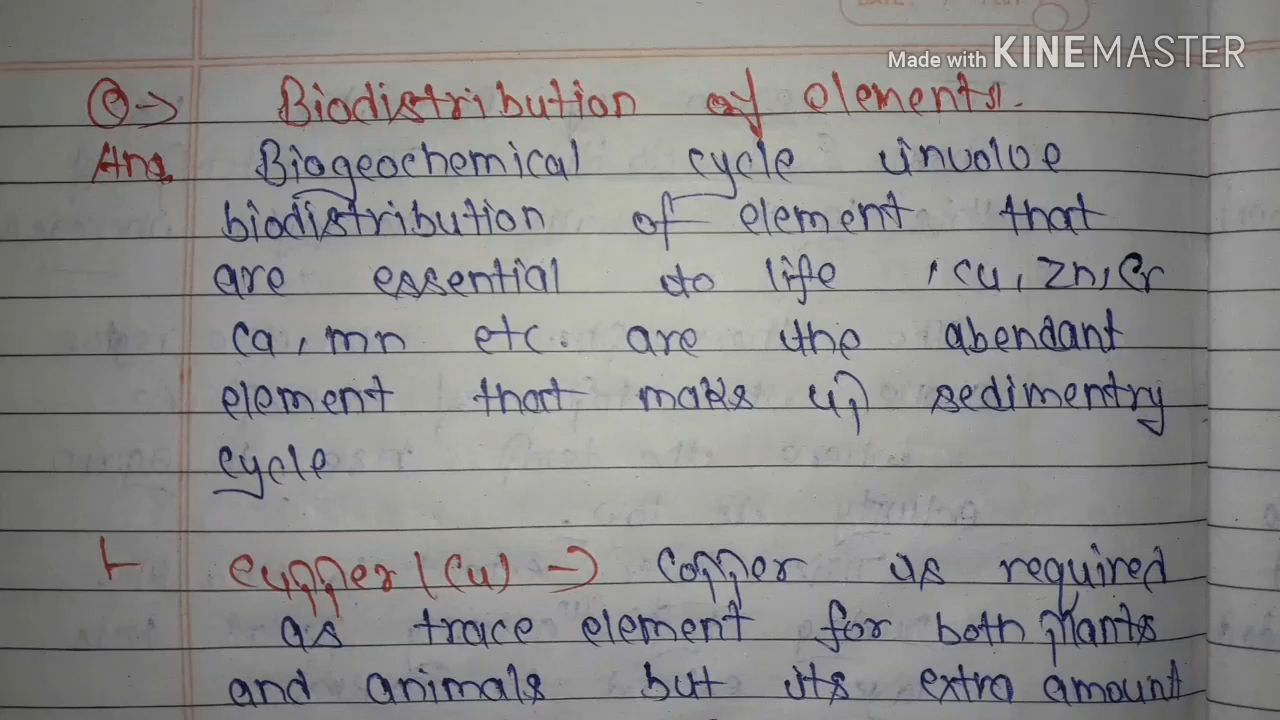 Made with KINEMASTER
Q → Biodistribution of elements.
Ans Biogeochemical cycle involve
biodistribution of element that
are essential to life , Cu, Zn, Cr
Ca, mn etc. are the abendant
element that makes up sedimentry
cycle
1- Cupper (Cu) → Copper is required
as trace element for both plants
and animals but its extra amount